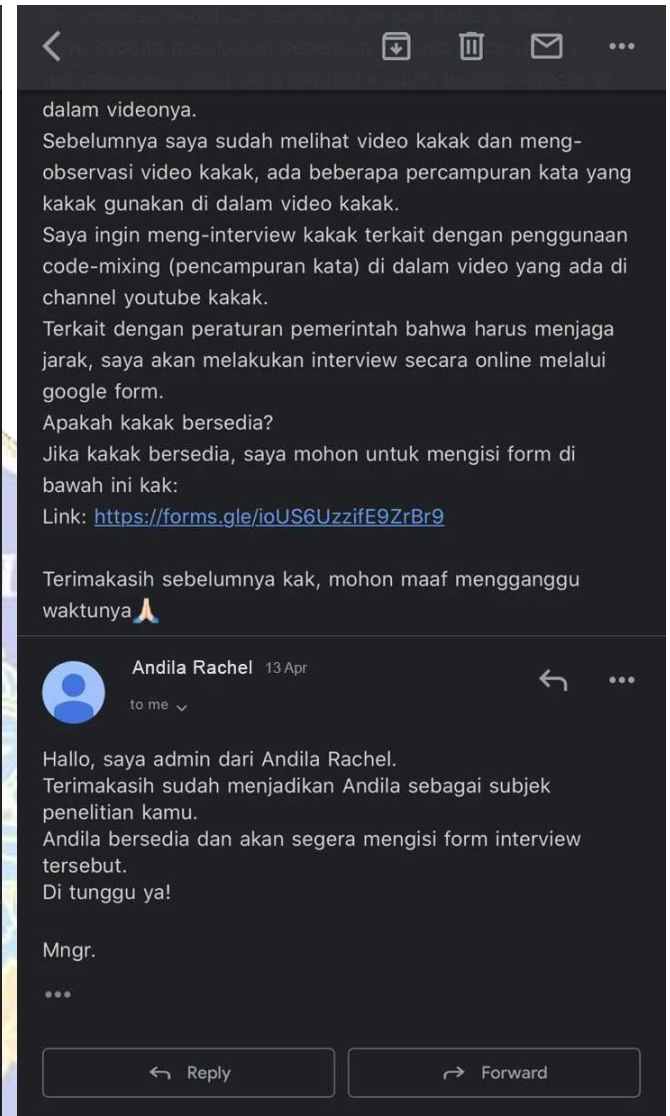 dalam videonya.
Sebelumnya saya sudah melihat video kakak dan meng-
observasi video kakak, ada beberapa percampuran kata yang
kakak gunakan di dalam video kakak.
Saya ingin meng-interview kakak terkait dengan penggunaan
code-mixing (pencampuran kata) di dalam video yang ada di
channel youtube kakak.
Terkait dengan peraturan pemerintah bahwa harus menjaga
jarak, saya akan melakukan interview secara online melalui
google form.
Apakah kakak bersedia?
Jika kakak bersedia, saya mohon untuk mengisi form di
bawah ini kak:
Link: https://forms.gle/ioUS6UzzifE9ZrBr9
Terimakasih sebelumnya kak, mohon maaf mengganggu
waktunya🙏🏻
Andila Rachel 13 Apr
to me
Hallo, saya admin dari Andila Rachel.
Terimakasih sudah menjadikan Andila sebagai subjek
penelitian kamu.
Andila bersedia dan akan segera mengisi form interview
tersebut.
Di tunggu ya!
Mngr.
Reply
Forward